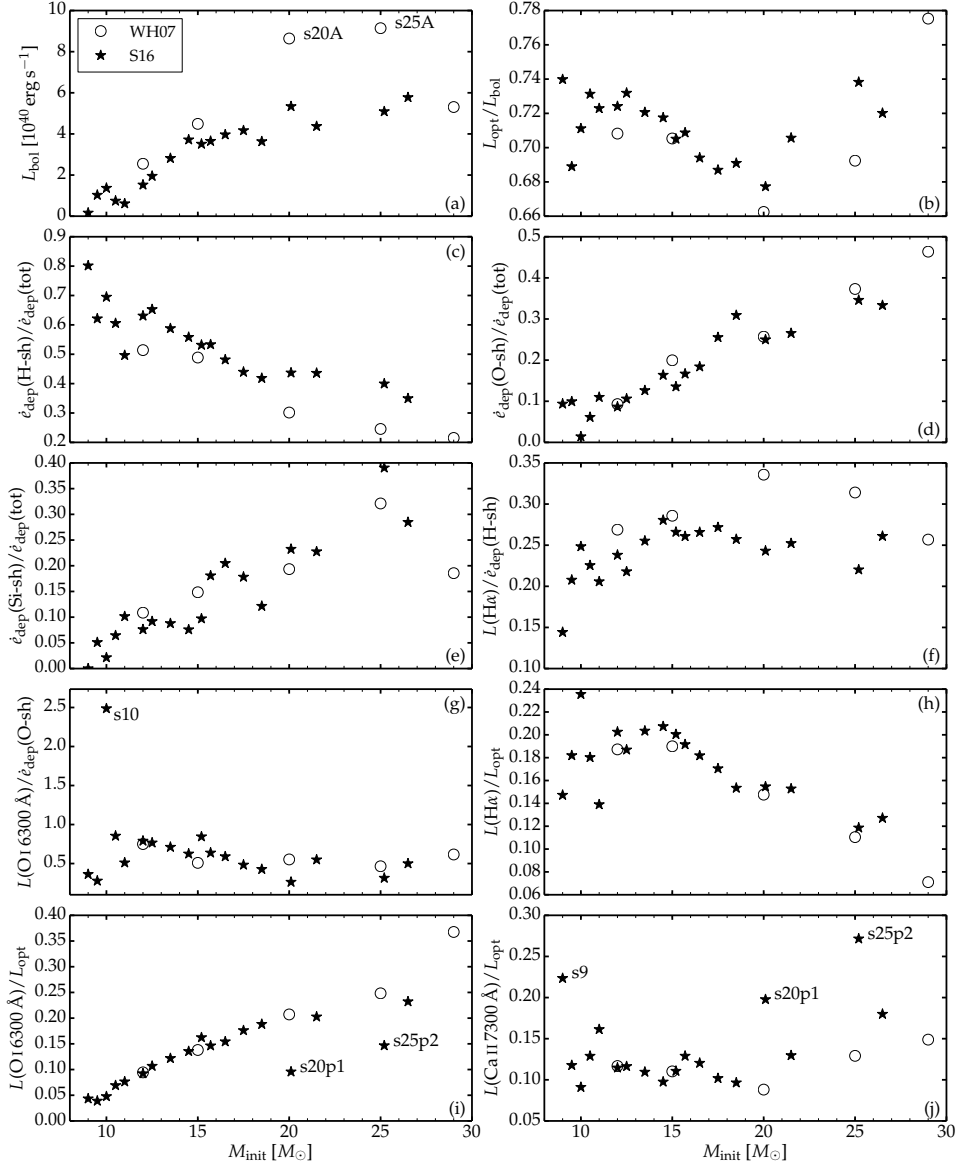 WH07
S16
s20A
s25A
(a)
L_bol [10^40 erg s^−1]
0
2
4
6
8
10
(b)
L_opt/L_bol
0.66
0.68
0.70
0.72
0.74
0.76
0.78
(c)
ė_dep(H-sh)/ė_dep(tot)
0.2
0.3
0.4
0.5
0.6
0.7
0.8
0.9
(d)
ė_dep(O-sh)/ė_dep(tot)
0.0
0.1
0.2
0.3
0.4
0.5
(e)
ė_dep(Si-sh)/ė_dep(tot)
0.00
0.05
0.10
0.15
0.20
0.25
0.30
0.35
0.40
(f)
L(Hα)/ė_dep(H-sh)
0.10
0.15
0.20
0.25
0.30
0.35
(g)
s10
L(O I 6300 Å)/ė_dep(O-sh)
0.5
1.0
1.5
2.0
2.5
(h)
L(Hα)/L_opt
0.06
0.08
0.10
0.12
0.14
0.16
0.18
0.20
0.22
0.24
(i)
s20p1
s25p2
L(O I 6300 Å)/L_opt
0.00
0.05
0.10
0.15
0.20
0.25
0.30
0.35
0.40
10 15 20 25 30
M_init [M_⊙]
(j)
s9
s20p1
s25p2
L(Ca II 7300 Å)/L_opt
0.05
0.10
0.15
0.20
0.25
0.30
10 15 20 25 30
M_init [M_⊙]